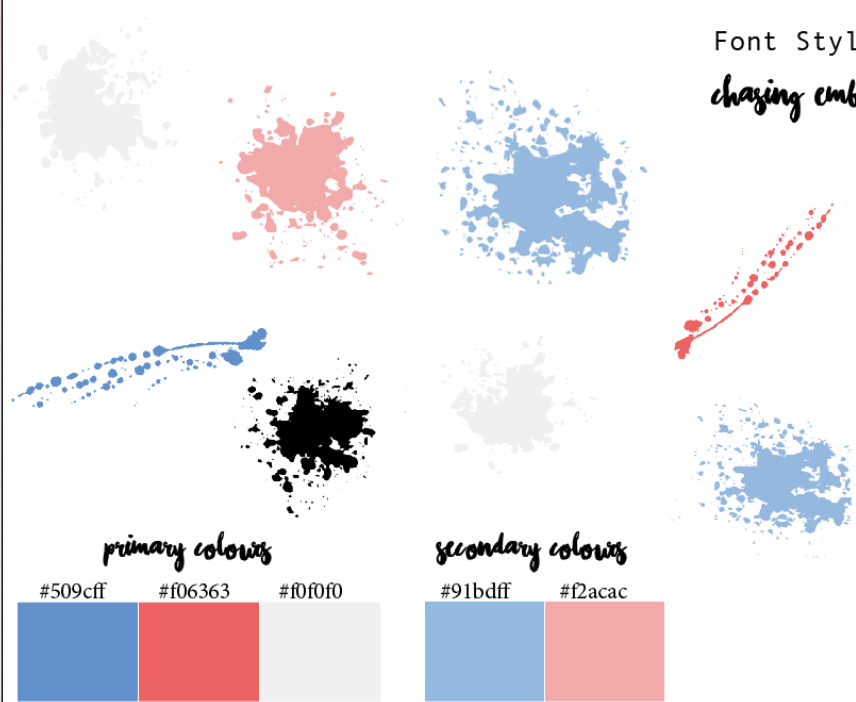 Font Styl
chasing emb
primary colours
secondary colours
#509cff #f06363 #f0f0f0
#91bdff #f2acac